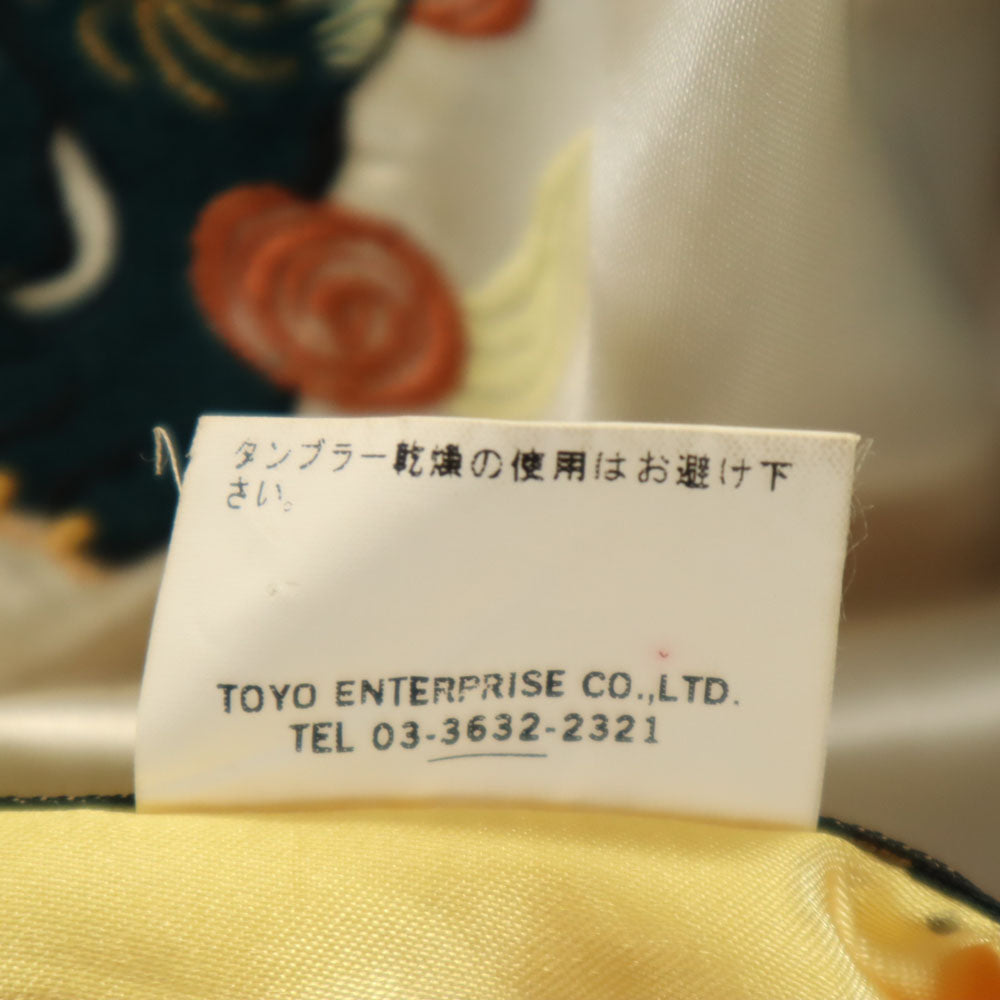 タンブラー乾燥の使用はお避け下
さい。
TOYO ENTERPRISE CO.,LTD.
TEL 03-3632-2321